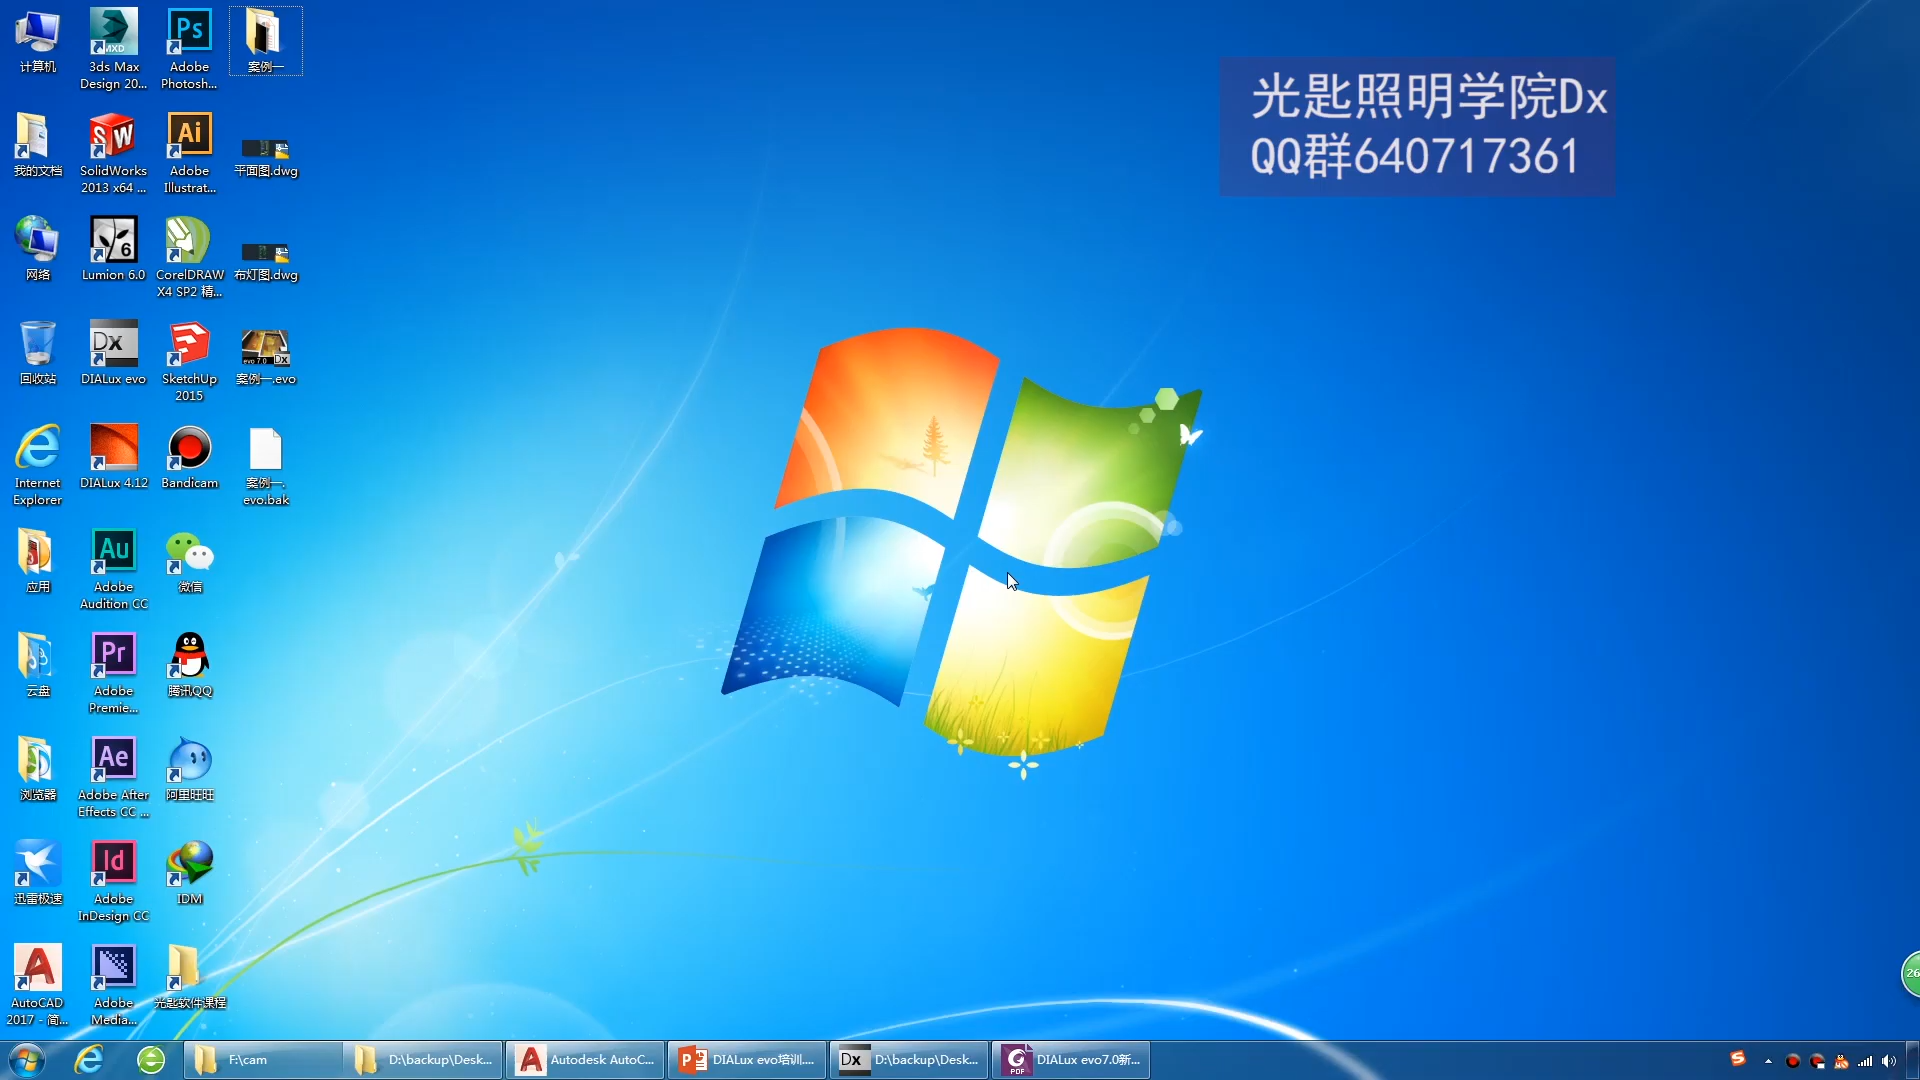 计算机
3ds Max
Design 20...
Adobe
Photosh...
案例一
我的文档
SolidWorks
2013 x64 ...
Adobe
Illustrat...
平面图.dwg
网络
Lumion 6.0
CorelDRAW
X4 SP2 精...
布灯图.dwg
回收站
DIALux evo
SketchUp
2015
案例一.evo
Internet
Explorer
DIALux 4.12
Bandicam
案例一.
evo.bak
应用
Adobe
Audition CC
微信
云盘
Adobe
Premie...
腾讯QQ
浏览器
Adobe After
Effects CC ...
阿里旺旺
迅雷极速
Adobe
InDesign CC
IDM
AutoCAD
2017 - 简...
Adobe
Media...
光匙软件课程
光匙照明学院Dx
QQ群640717361
F:\cam
D:\backup\Desk...
Autodesk AutoC...
DIALux evo培训....
D:\backup\Desk...
DIALux evo7.0新...